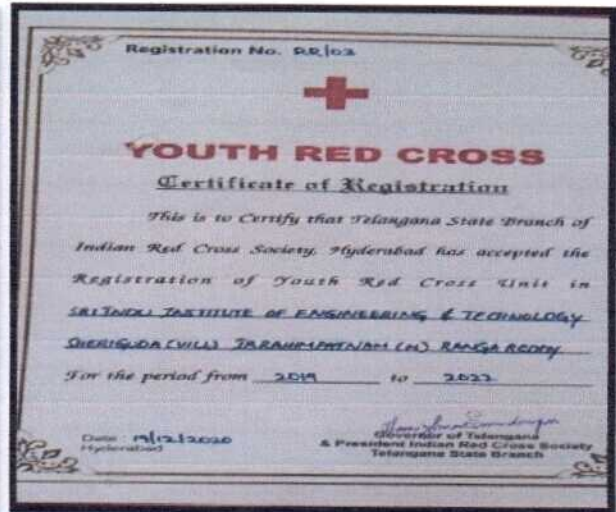 Registration No. RR/03
YOUTH RED CROSS
Certificate of Registration
This is to Certify that Telangana State Branch of
Indian Red Cross Society, Hyderabad has accepted the
Registration of Youth Red Cross Unit in
SRI INDU INSTITUTE OF ENGINEERING & TECHNOLOGY
SHERIGUDA (VILL) IBRAHIMPATNAM (M) RANGA REDDY
For the period from 2019 to 2022
Date : 19/12/2020
Hyderabad
Governor of Telangana
& President Indian Red Cross Society
Telangana State Branch